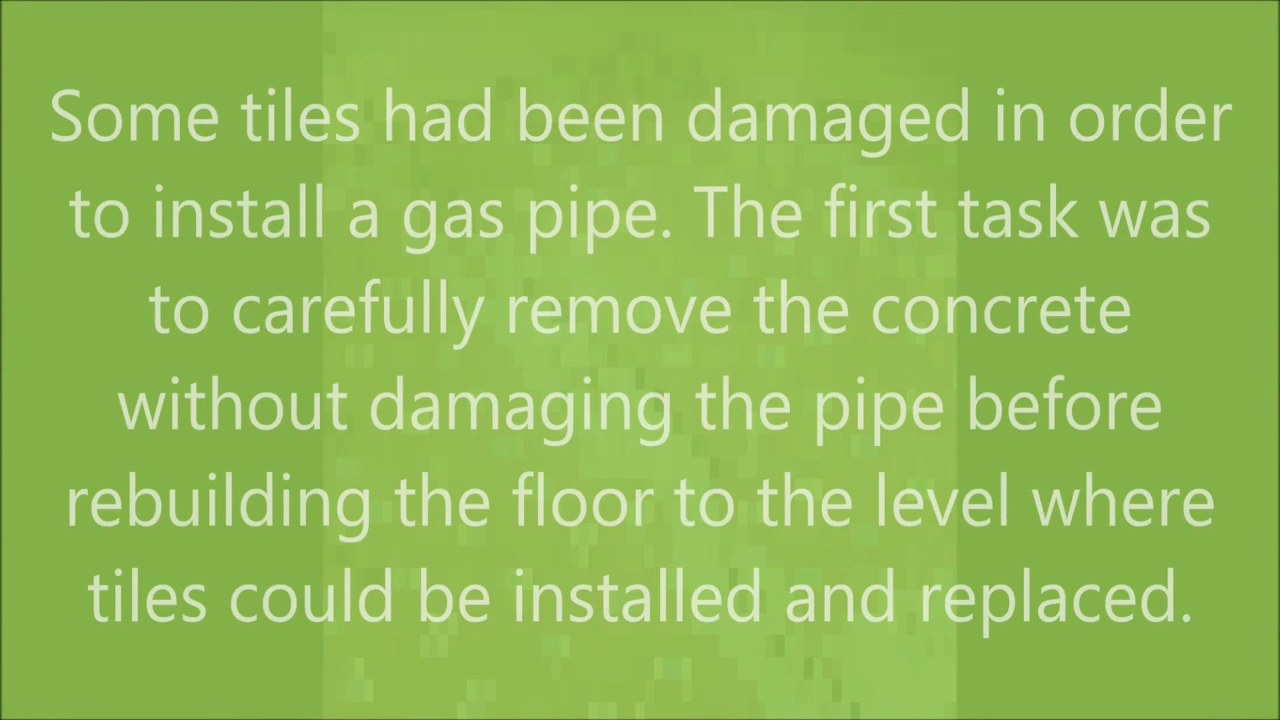 Some tiles had been damaged in order
to install a gas pipe. The first task was
to carefully remove the concrete
without damaging the pipe before
rebuilding the floor to the level where
tiles could be installed and replaced.